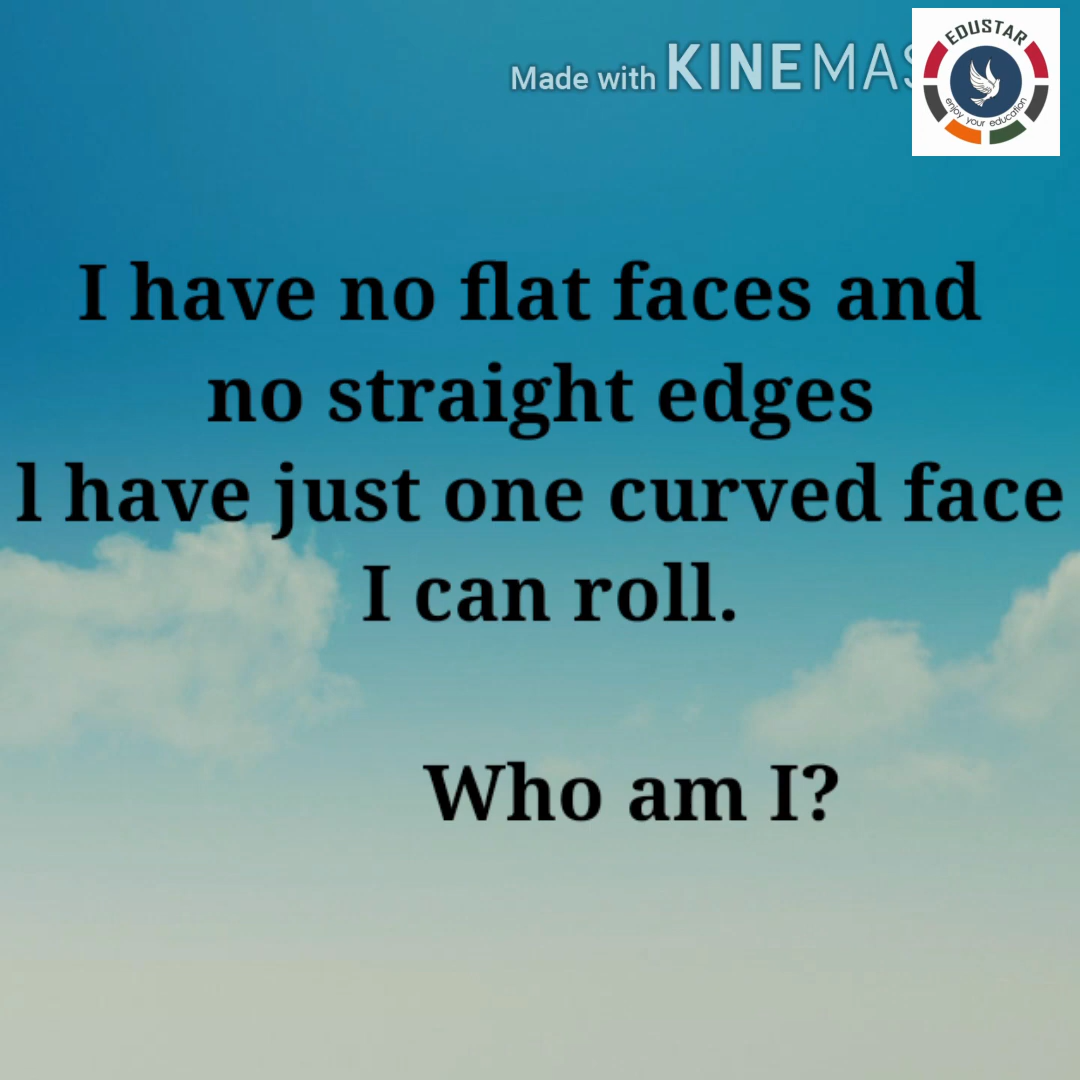 Made with KINEMAS
EDUSTAR
enjoy your education
I have no flat faces and
no straight edges
l have just one curved face
I can roll.
Who am I?